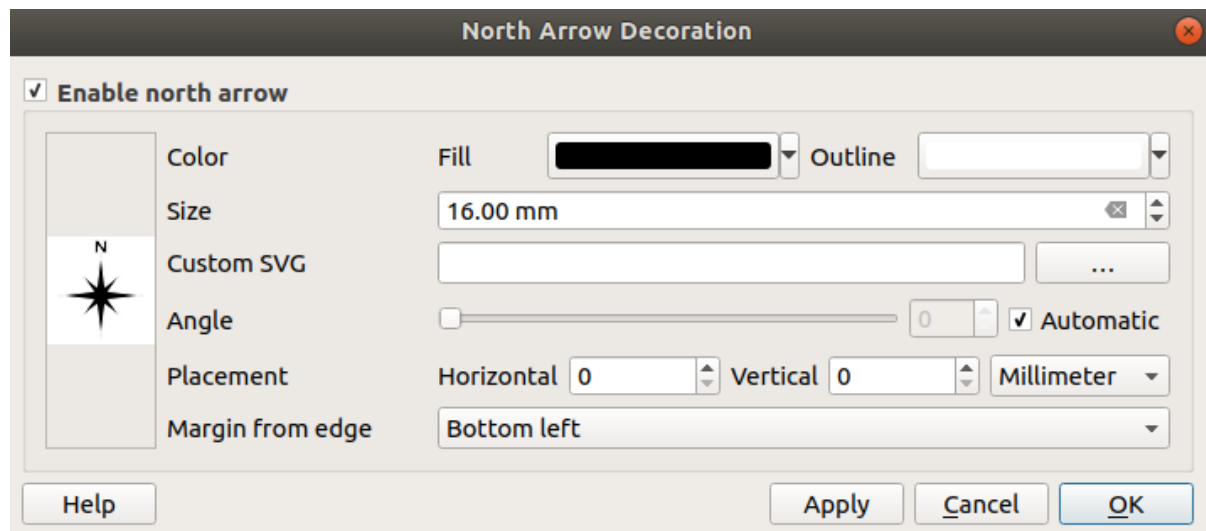 North Arrow Decoration
Enable north arrow
Color Fill Outline
Size 16.00 mm
N
Custom SVG ...
Angle 0 Automatic
Placement Horizontal 0 Vertical 0 Millimeter
Margin from edge Bottom left
Help Apply Cancel OK